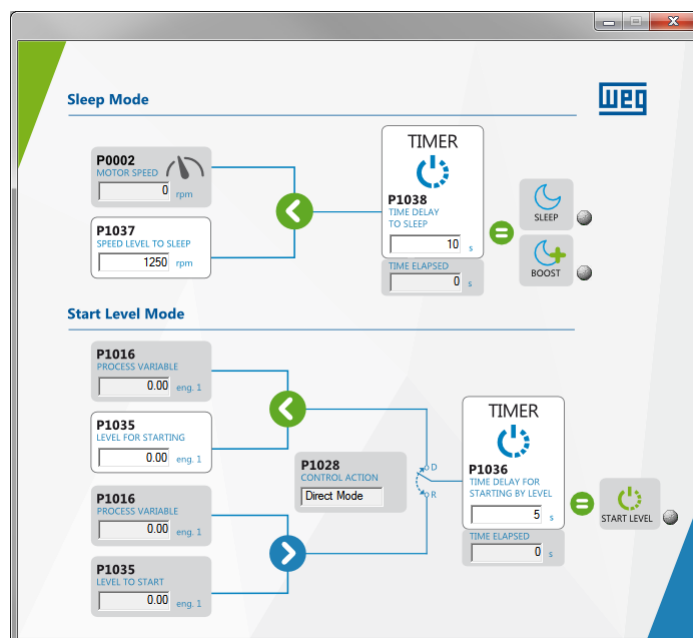 Sleep Mode
weg
P0002
MOTOR SPEED
0 rpm
P1037
SPEED LEVEL TO SLEEP
1250 rpm
TIMER
P1038
TIME DELAY
TO SLEEP
10 s
TIME ELAPSED
0 s
SLEEP
BOOST
Start Level Mode
P1016
PROCESS VARIABLE
0.00 eng. 1
P1035
LEVEL FOR STARTING
0.00 eng. 1
P1016
PROCESS VARIABLE
0.00 eng. 1
P1035
LEVEL TO START
0.00 eng. 1
P1028
CONTROL ACTION
Direct Mode
D
R
TIMER
P1036
TIME DELAY FOR
STARTING BY LEVEL
5 s
TIME ELAPSED
0 s
START LEVEL